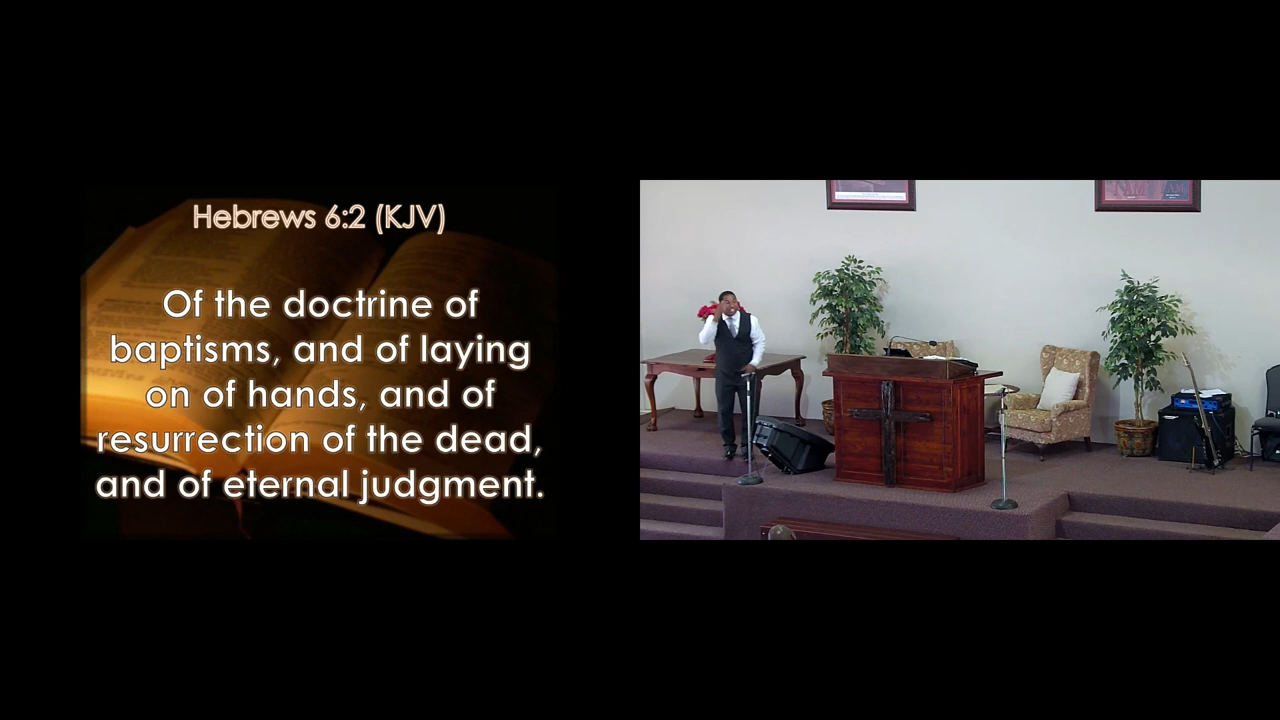 Hebrews 6:2 (KJV)
Of the doctrine of
baptisms, and of laying
on of hands, and of
resurrection of the dead,
and of eternal judgment.